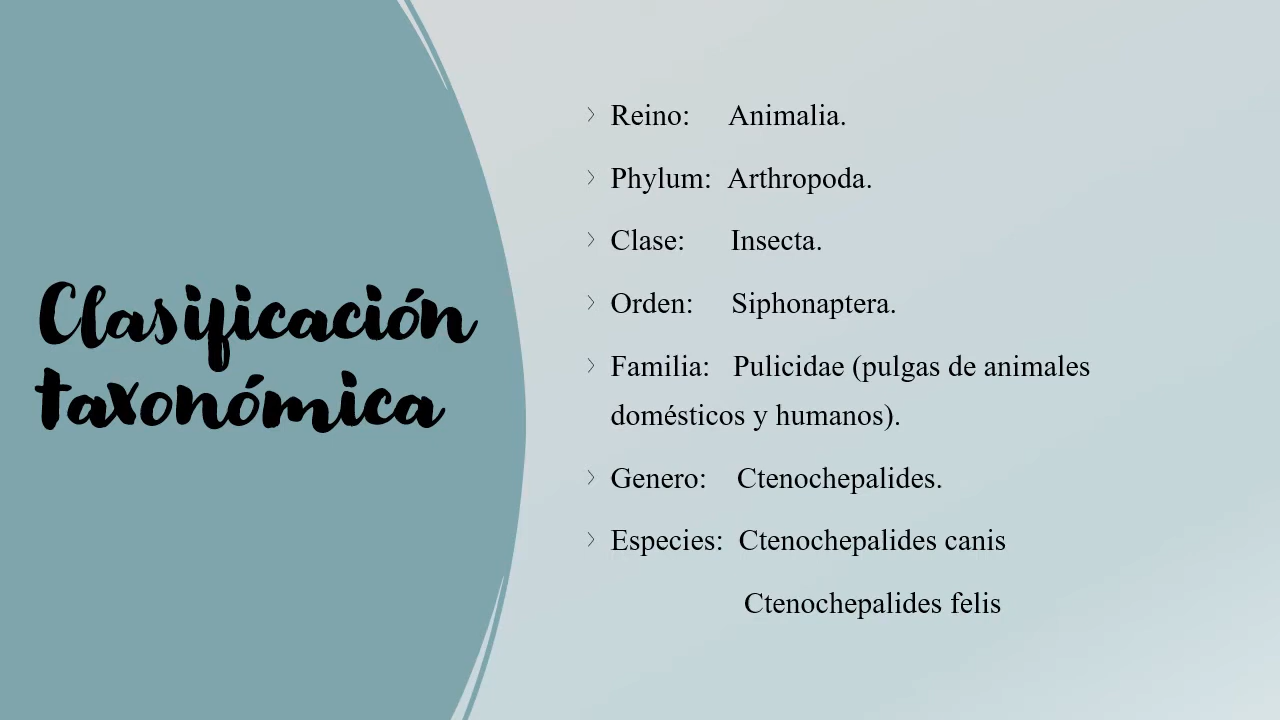 Clasificación
taxonómica
Reino: Animalia.
Phylum: Arthropoda.
Clase: Insecta.
Orden: Siphonaptera.
Familia: Pulicidae (pulgas de animales
domésticos y humanos).
Genero: Ctenochepalides.
Especies: Ctenochepalides canis
Ctenochepalides felis